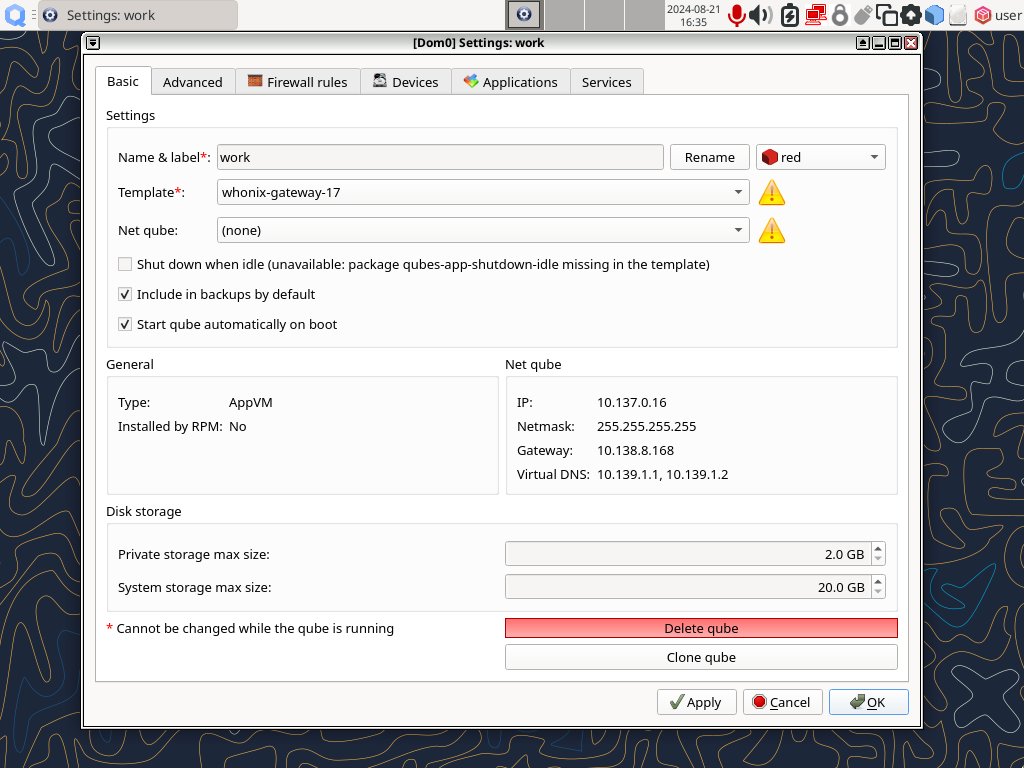 Settings: work
2024-08-21
16:35
user
[Dom0] Settings: work
Basic Advanced Firewall rules Devices Applications Services
Settings
Name & label*: work Rename red
Template*: whonix-gateway-17
Net qube: (none)
Shut down when idle (unavailable: package qubes-app-shutdown-idle missing in the template)
Include in backups by default
Start qube automatically on boot
General
Type: AppVM
Installed by RPM: No
Net qube
IP: 10.137.0.16
Netmask: 255.255.255.255
Gateway: 10.138.8.168
Virtual DNS: 10.139.1.1, 10.139.1.2
Disk storage
Private storage max size: 2.0 GB
System storage max size: 20.0 GB
* Cannot be changed while the qube is running
Delete qube
Clone qube
Apply Cancel OK